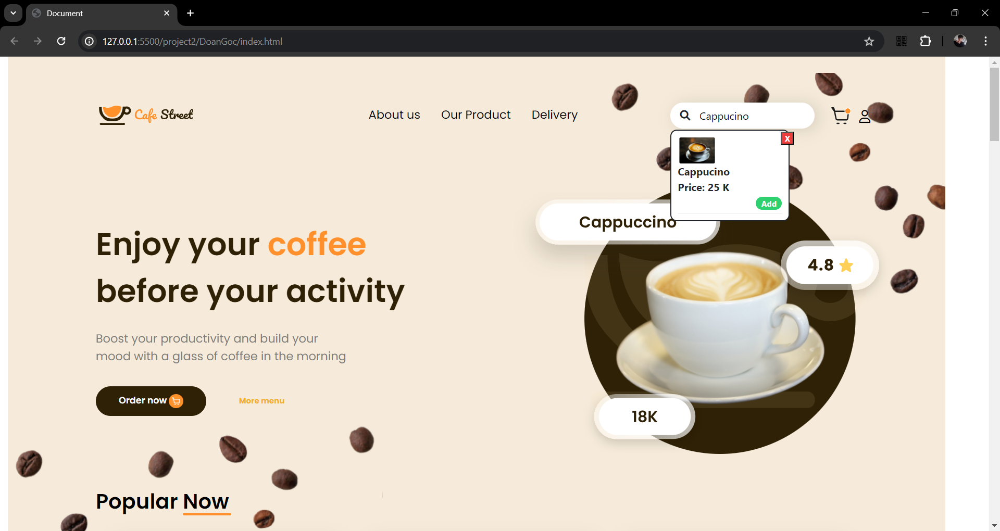 Document
127.0.0.1:5500/project2/DoanGoc/index.html
Cafe Street
About us
Our Product
Delivery
Cappucino
X
Cappucino
Price: 25 K
Add
Cappuccino
4.8
Enjoy your coffee
before your activity
Boost your productivity and build your
mood with a glass of coffee in the morning
Order now
More menu
18K
Popular Now